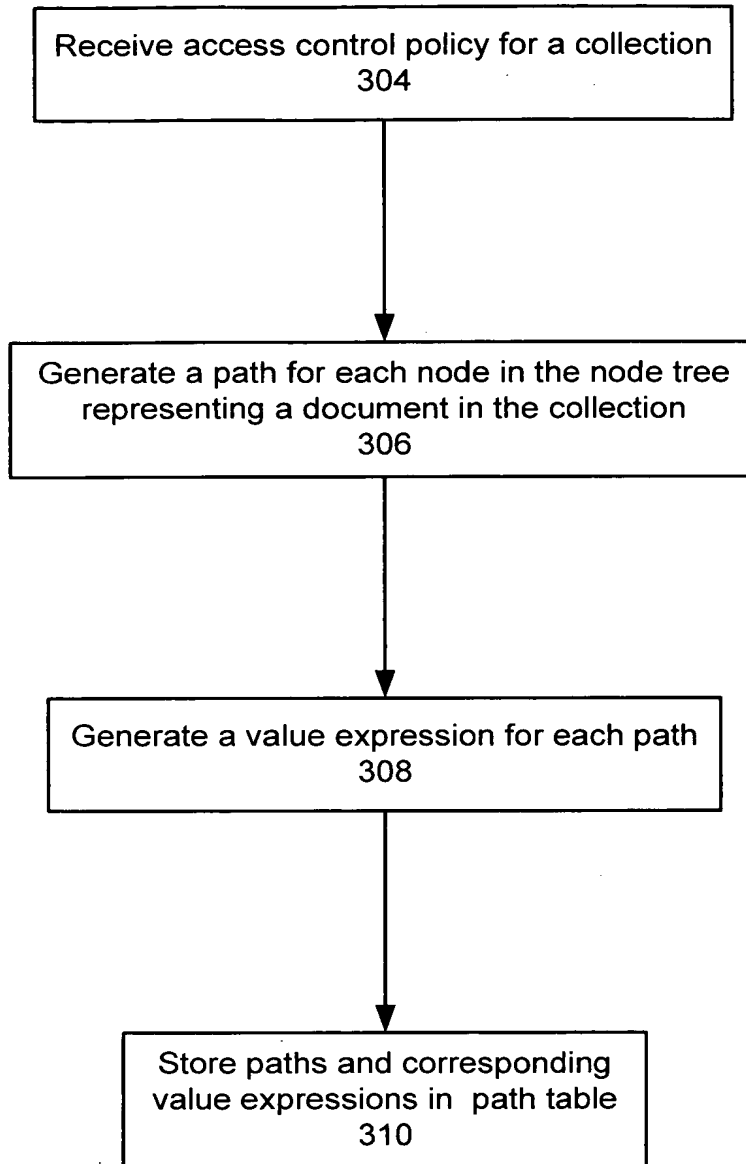 Receive access control policy for a collection
304
Generate a path for each node in the node tree
representing a document in the collection
306
Generate a value expression for each path
308
Store paths and corresponding
value expressions in path table
310